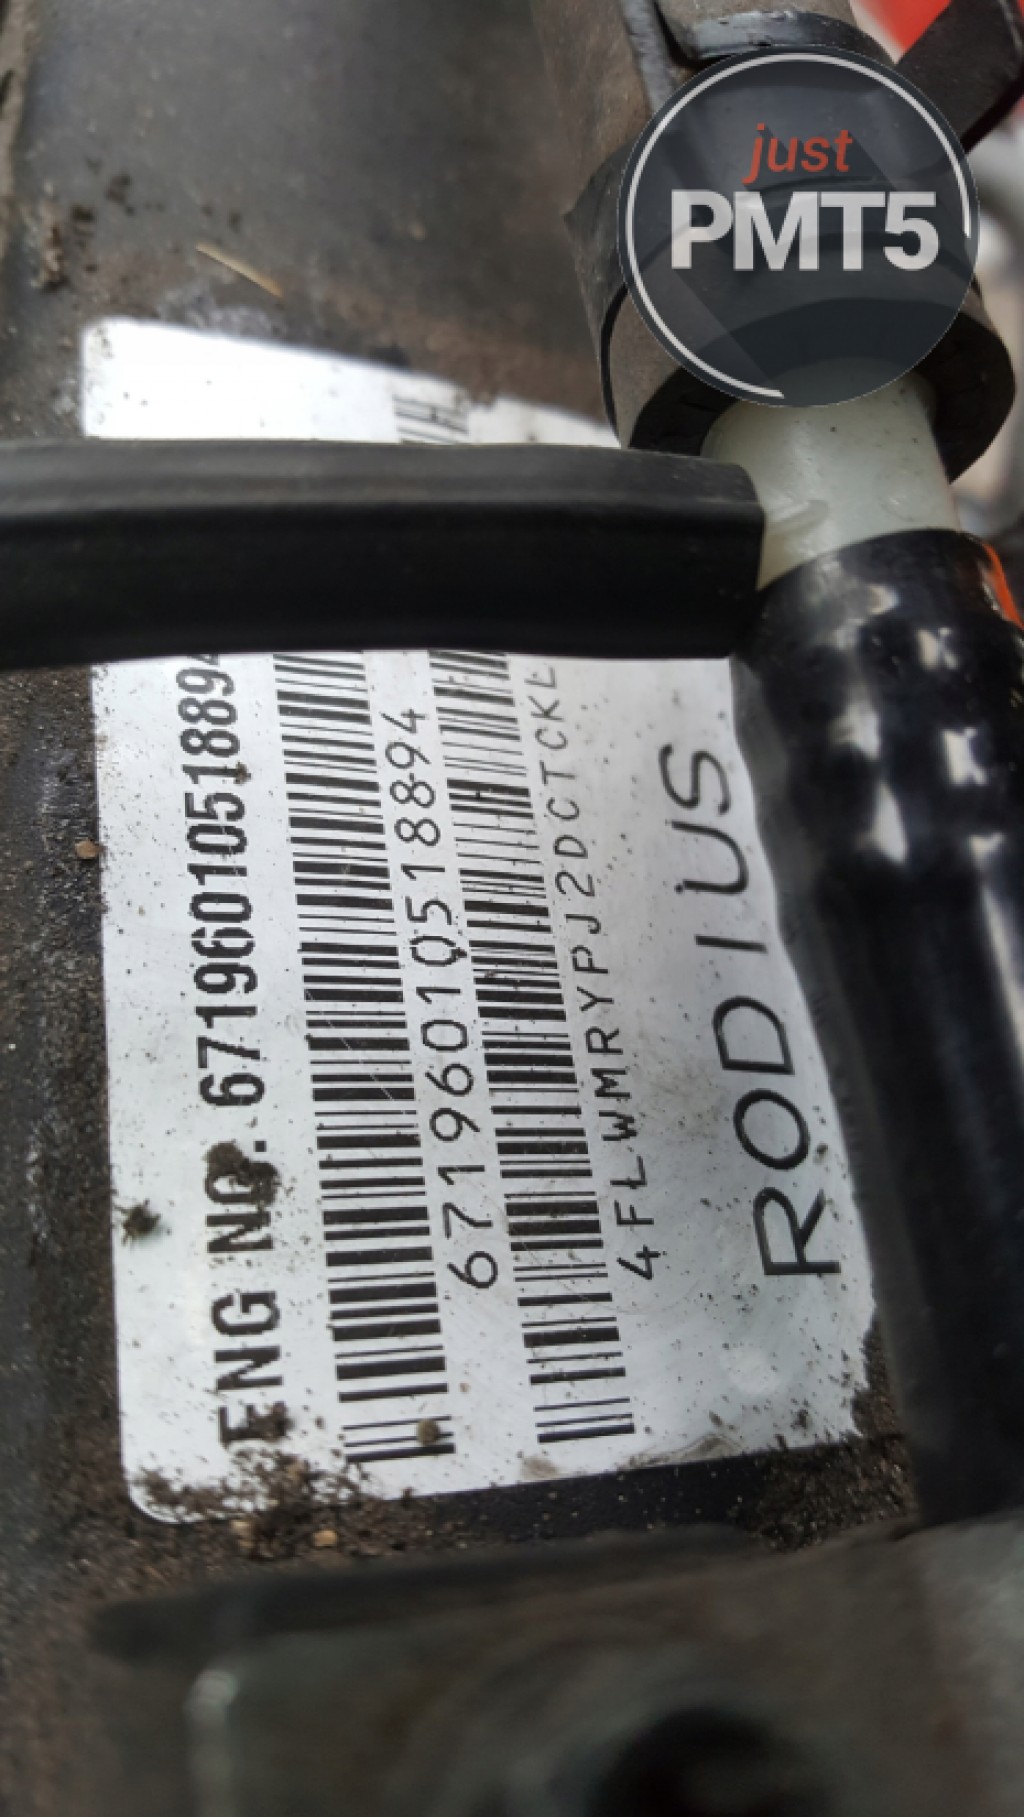 just
PMT5
ENG NO. 67196010518894
67196010518894
4FLWMRYPJ2DCTCKL
RODIUS